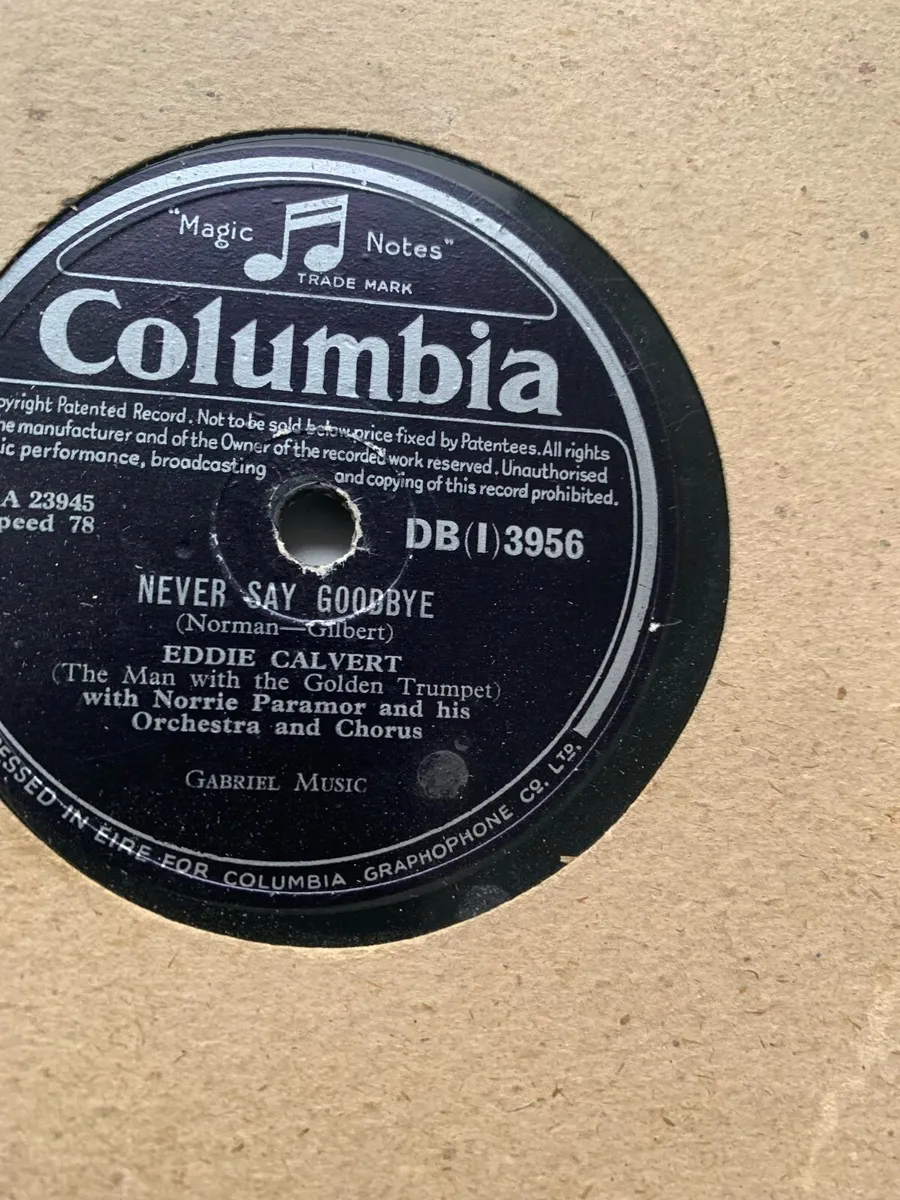 "Magic Notes"
TRADE MARK
Columbia
pyright Patented Record. Not to be sold below price fixed by Patentees. All rights
he manufacturer and of the Owner of the recorded work reserved. Unauthorised
ic performance, broadcasting and copying of this record prohibited.
A 23945
peed 78
DB(I)3956
NEVER SAY GOODBYE
(Norman—Gilbert)
EDDIE CALVERT
(The Man with the Golden Trumpet)
with Norrie Paramor and his
Orchestra and Chorus
GABRIEL MUSIC
ESSED IN EIRE FOR COLUMBIA GRAPHOPHONE CO. LTD.